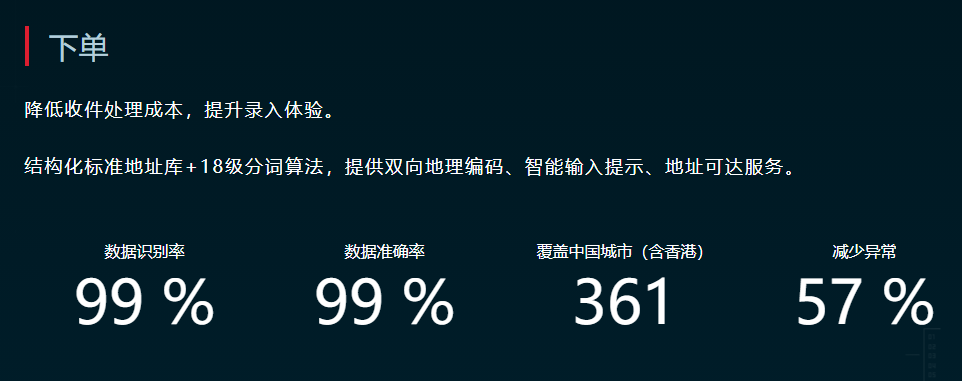 下单
降低收件处理成本，提升录入体验。
结构化标准地址库+18级分词算法，提供双向地理编码、智能输入提示、地址可达服务。
数据识别率 数据准确率 覆盖中国城市（含香港） 减少异常
99 % 99 % 361 57 %